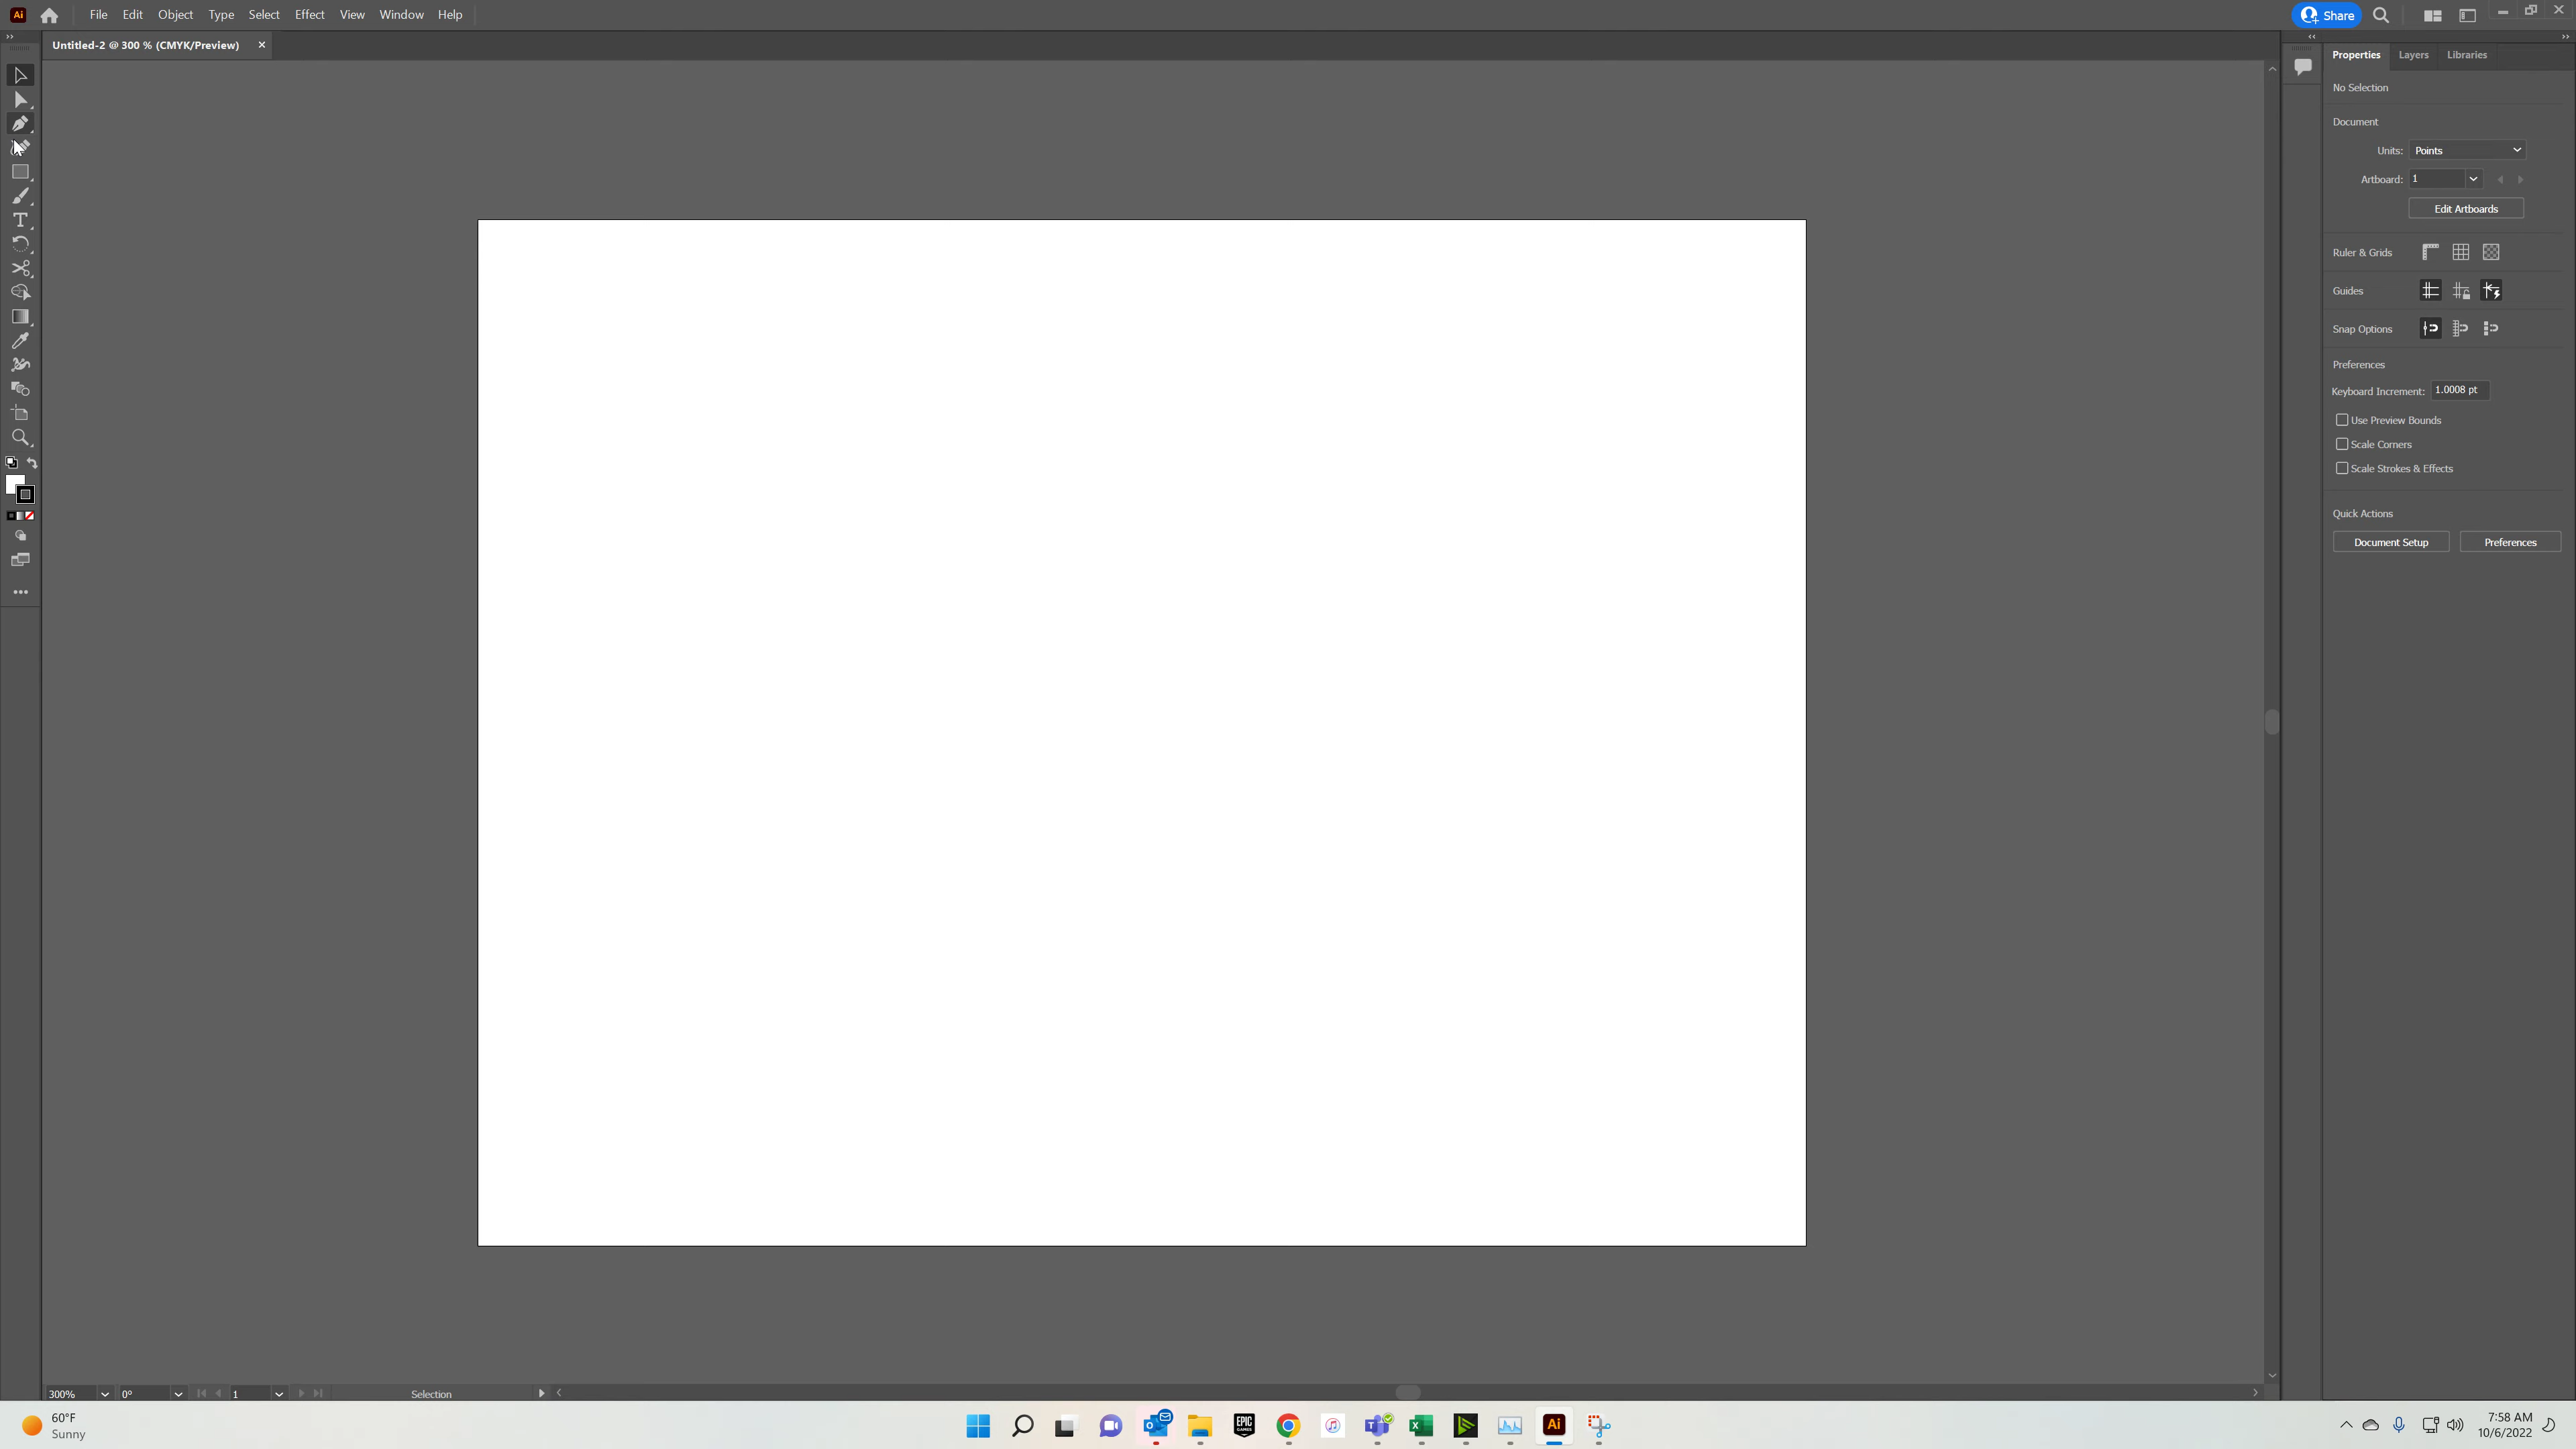 Ai File Edit Object Type Select Effect View Window Help Share
Untitled-2 @ 300 % (CMYK/Preview)
Properties Layers Libraries
No Selection
Document
Units: Points
Artboard: 1
Edit Artboards
Ruler & Grids
Guides
Snap Options
Preferences
Keyboard Increment: 1.0008 pt
Use Preview Bounds
Scale Corners
Scale Strokes & Effects
Quick Actions
Document Setup Preferences
300% 0° 1 Selection
60°F
Sunny
EPIC
GAMES
Ai
7:58 AM
10/6/2022